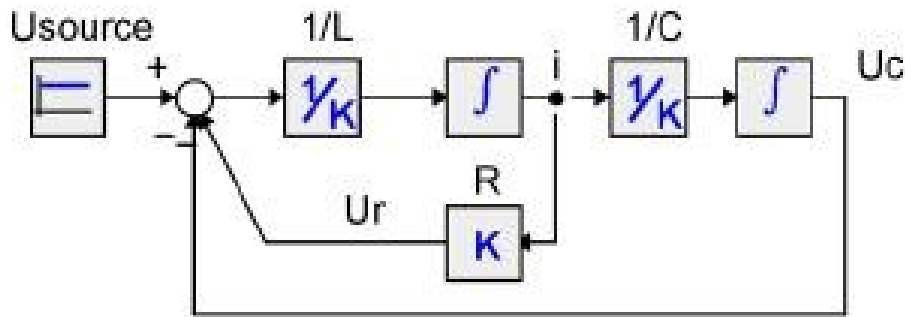 Usource
1/L
1/C
i
Uc
+
1/K
∫
1/K
∫
− −
R
Ur
K